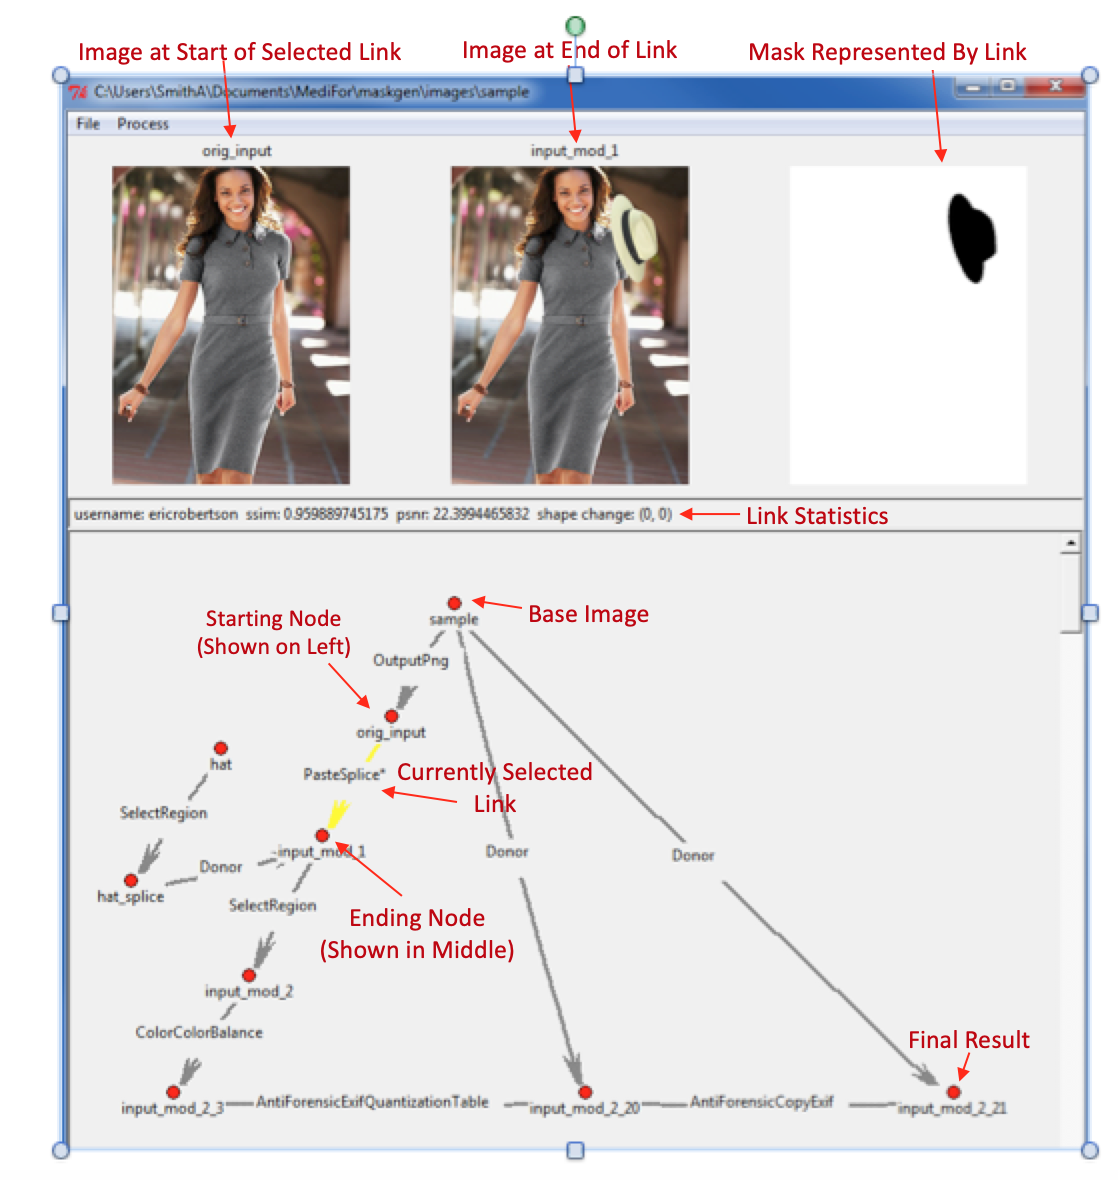 Image at Start of Selected Link
Image at End of Link
Mask Represented By Link
C:\Users\SmithA\Documents\MediFor\maskgen\images\sample
File Process
orig_input
input_mod_1
username: ericrobertson ssim: 0.959889745175 psnr: 22.3994465832 shape change: (0, 0)
Link Statistics
sample
Base Image
Starting Node
(Shown on Left)
OutputPng
orig_input
hat
PasteSplice*
Currently Selected
Link
SelectRegion
input_mod_1
Donor
Donor
Donor
hat_splice
SelectRegion
Ending Node
(Shown in Middle)
input_mod_2
ColorColorBalance
Final Result
input_mod_2_3
AntiForensicExifQuantizationTable
input_mod_2_20
AntiForensicCopyExif
input_mod_2_21